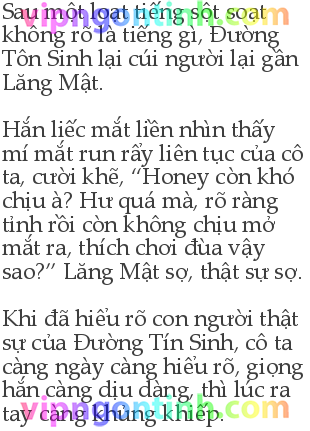 Sau một loạt tiếng sột soạt
vipngontinh.com
không rõ là tiếng gì, Đường
Tôn Sinh lại cúi người lại gần
Lăng Mật.
Hắn liếc mắt liền nhìn thấy
mí mắt run rẩy liên tục của cô
ta, cười khẽ, “Honey còn khó
chịu à? Hư quá mà, rõ ràng
tỉnh rồi còn không chịu mở
mắt ra, thích chơi đùa vậy
sao?” Lăng Mật sợ, thật sự sợ.
Khi đã hiểu rõ con người thật
sự của Đường Tín Sinh, cô ta
càng ngày càng hiểu rõ, giọng
hắn càng dịu dàng, thì lúc ra
tay càng khủng khiếp.
vipngontinh.com